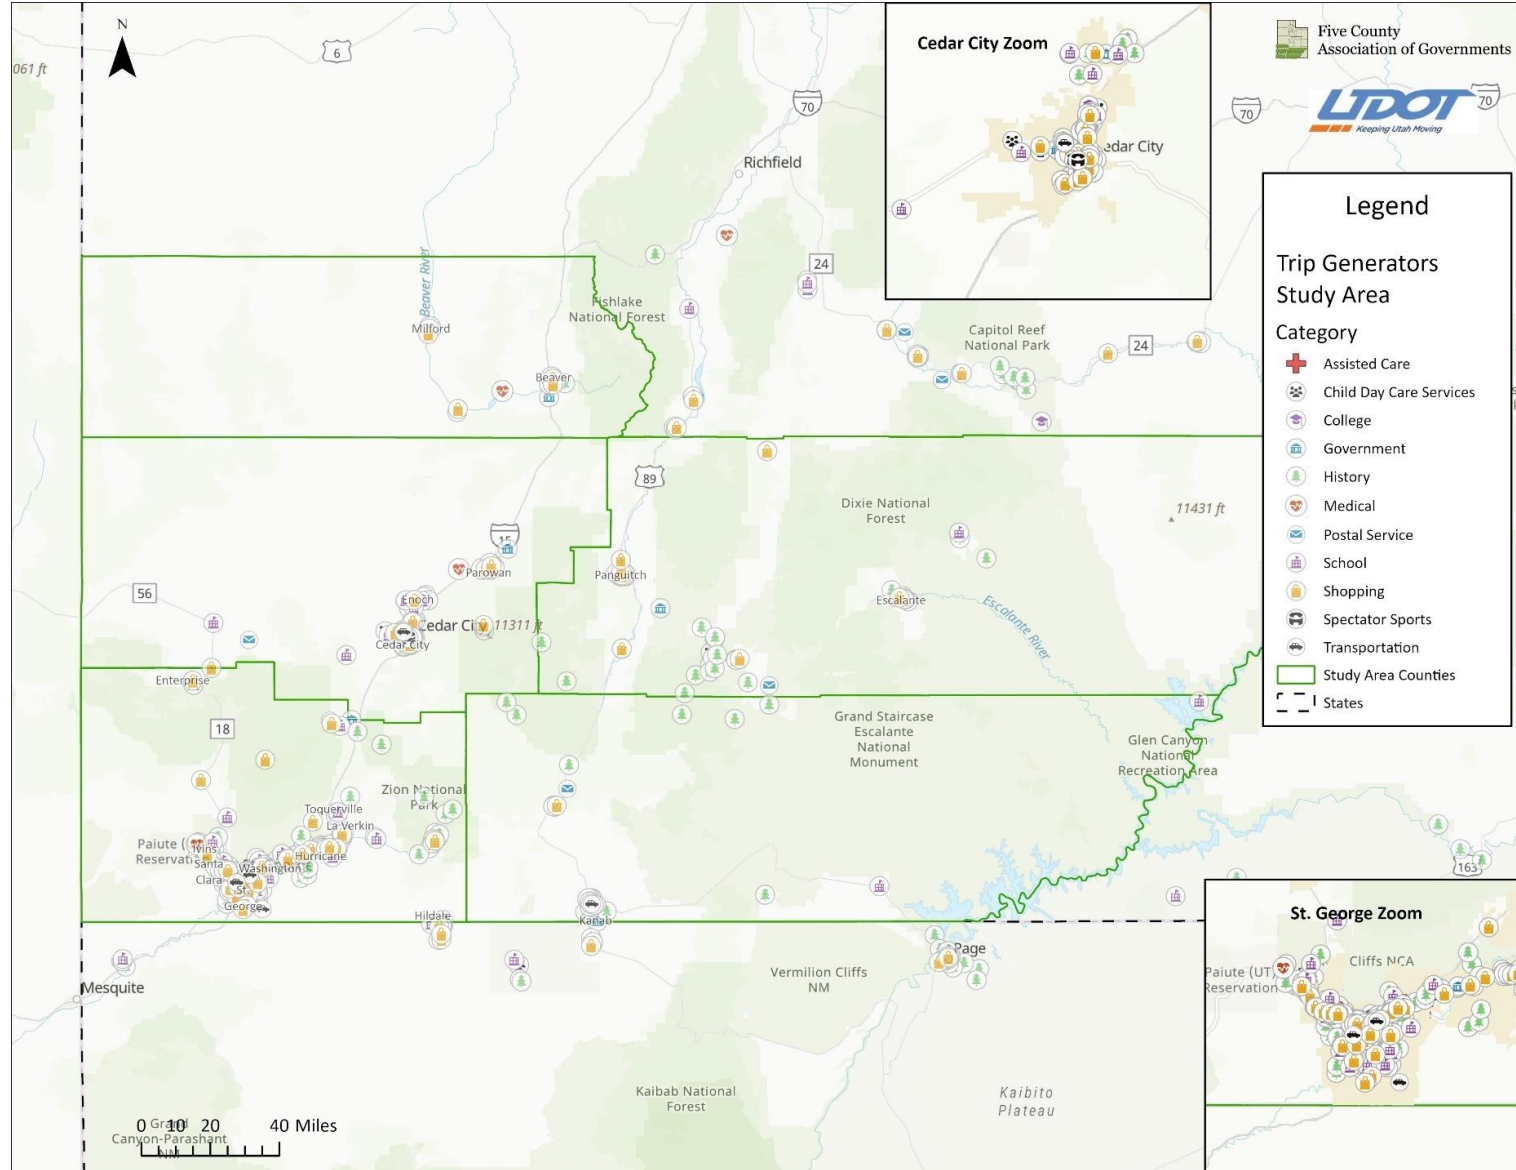 N
6
061 ft
70
Richfield
24
Beaver River
Fishlake
National Forest
Milford
Beaver
Capitol Reef
National Park
24
89
Dixie National
Forest
11431 ft
15
Parowan
Panguitch
56
Enoch
Cedar City
Cedar City
11311 ft
Escalante
Escalante River
Enterprise
18
Grand Staircase
Escalante
National
Monument
Glen Canyon
National
Recreation Area
Zion National
Park
Toquerville
La Verkin
Paiute (
Reservati
Ivins
Santa
Clara
Washington
Hurricane
St.
George
Hildale
Kanab
Page
163
Mesquite
Vermilion Cliffs
NM
Kaibab National
Forest
Kaibito
Plateau
Grand
Canyon-Parashant
NM
0 10 20 40 Miles
Cedar City Zoom
edar City
70
70
Five County
Association of Governments
UDOT
Keeping Utah Moving
Legend
Trip Generators
Study Area
Category
Assisted Care
Child Day Care Services
College
Government
History
Medical
Postal Service
School
Shopping
Spectator Sports
Transportation
Study Area Counties
States
St. George Zoom
Paiute (UT)
Reservation
Cliffs NCA